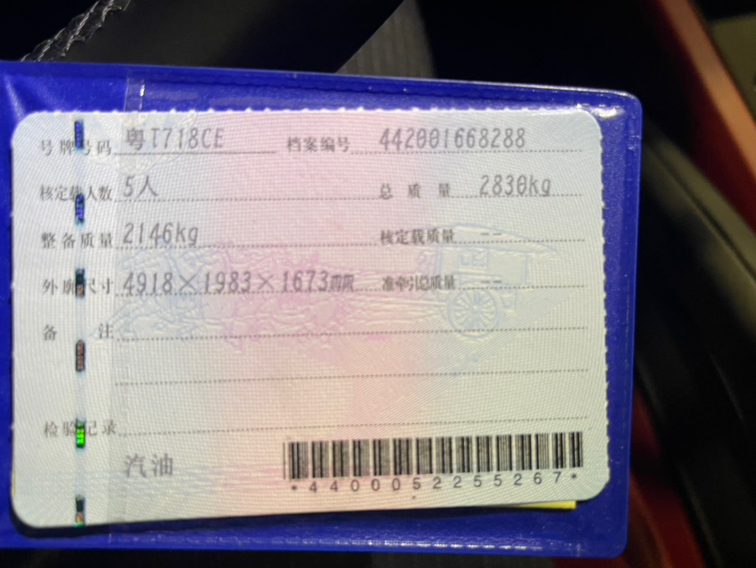 号牌号码 粤T718CE 档案编号 442001668288
核定载人数 5人 总质量 2830kg
整备质量 2146kg 核定载质量 --
外廓尺寸 4918×1983×1673mm 准牵引总质量 --
备注
检验记录
汽油
*4400052255267*